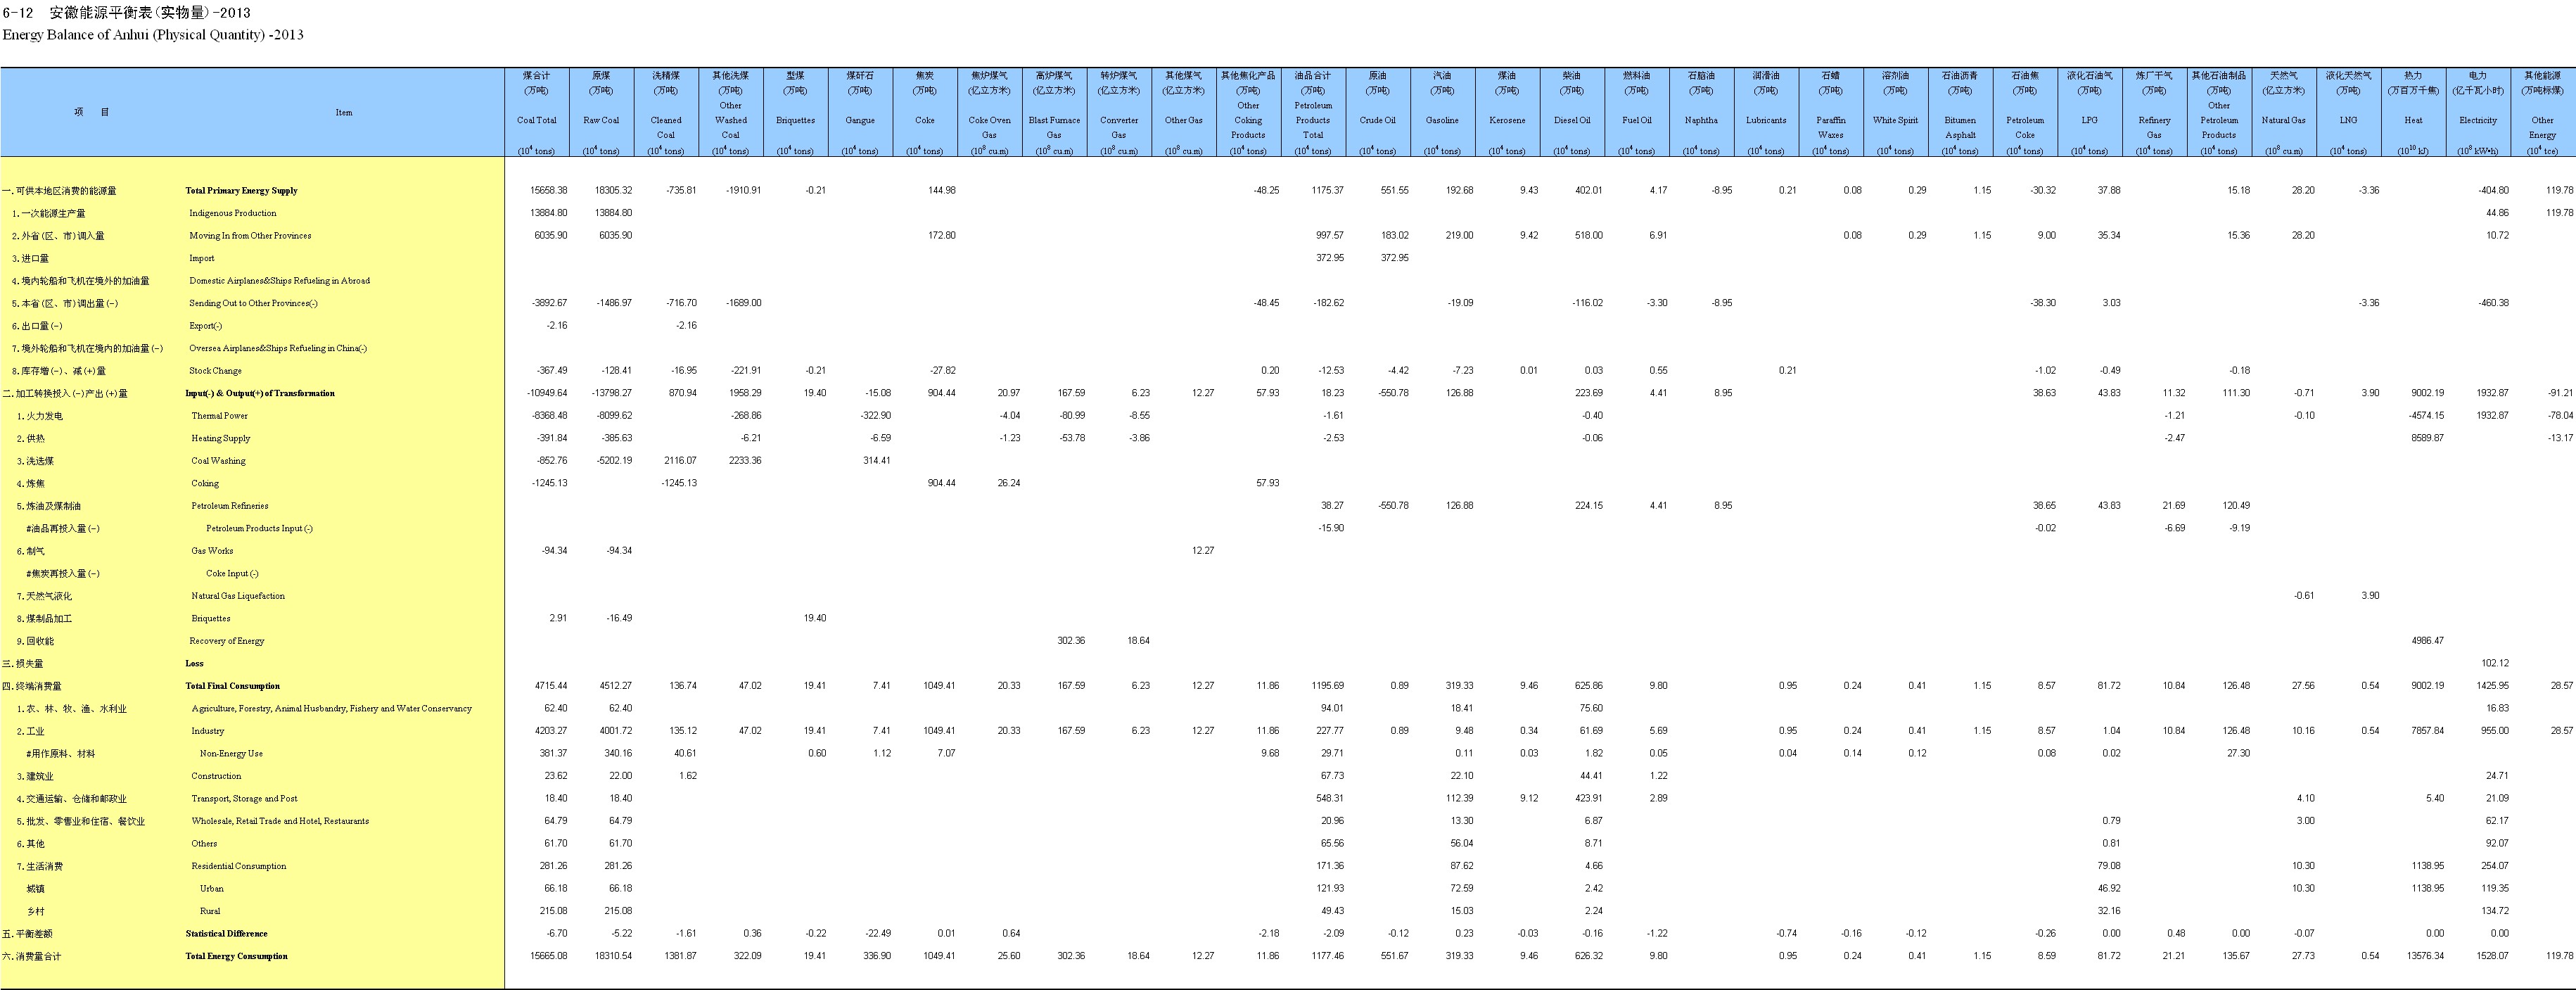 6-12 安徽能源平衡表(实物量)-2013
Energy Balance of Anhui (Physical Quantity) -2013
煤合计 原煤 洗精煤 其他洗煤 型煤 煤矸石 焦炭 焦炉煤气 高炉煤气 转炉煤气 其他煤气 其他焦化产品 油品合计 原油 汽油 煤油 柴油 燃料油 石脑油 润滑油 石蜡 溶剂油 石油沥青 石油焦 液化石油气 炼厂干气 其他石油制品 天然气 液化天然气 热力 电力 其他能源
(万吨) (万吨) (万吨) (万吨) (万吨) (万吨) (万吨) (亿立方米) (亿立方米) (亿立方米) (亿立方米) (万吨) (万吨) (万吨) (万吨) (万吨) (万吨) (万吨) (万吨) (万吨) (万吨) (万吨) (万吨) (万吨) (万吨) (万吨) (万吨) (亿立方米) (万吨) (万百万千焦) (亿千瓦小时) (万吨标煤)
Other Other Petroleum Other
项 目 Item
Coal Total Raw Coal Cleaned Washed Briquettes Gangue Coke Coke Oven Blast Furnace Converter Other Gas Coking Products Crude Oil Gasoline Kerosene Diesel Oil Fuel Oil Naphtha Lubricants Paraffin White Spirit Bitumen Petroleum LPG Refinery Petroleum Natural Gas LNG Heat Electricity Other
Coal Coal Gas Gas Gas Products Total Waxes Asphalt Coke Gas Products Energy
(10⁴ tons) (10⁴ tons) (10⁴ tons) (10⁴ tons) (10⁴ tons) (10⁴ tons) (10⁴ tons) (10⁸ cu.m) (10⁸ cu.m) (10⁸ cu.m) (10⁸ cu.m) (10⁴ tons) (10⁴ tons) (10⁴ tons) (10⁴ tons) (10⁴ tons) (10⁴ tons) (10⁴ tons) (10⁴ tons) (10⁴ tons) (10⁴ tons) (10⁴ tons) (10⁴ tons) (10⁴ tons) (10⁴ tons) (10⁴ tons) (10⁴ tons) (10⁸ cu.m) (10⁴ tons) (10¹⁰ kJ) (10⁸ kW•h) (10⁴ tce)
一.可供本地区消费的能源量 Total Primary Energy Supply 15658.38 18305.32 -735.81 -1910.91 -0.21 144.98 -48.25 1175.37 551.55 192.68 9.43 402.01 4.17 -8.95 0.21 0.08 0.29 1.15 -30.32 37.88 15.18 28.20 -3.36 -404.80 119.78
1.一次能源生产量 Indigenous Production 13884.80 13884.80 44.86 119.78
2.外省(区、市)调入量 Moving In from Other Provinces 6035.90 6035.90 172.80 997.57 183.02 219.00 9.42 518.00 6.91 0.08 0.29 1.15 9.00 35.34 15.36 28.20 10.72
3.进口量 Import 372.95 372.95
4.境内轮船和飞机在境外的加油量 Domestic Airplanes&Ships Refueling in Abroad
5.本省(区、市)调出量(-) Sending Out to Other Provinces(-) -3892.67 -1486.97 -716.70 -1689.00 -48.45 -182.62 -19.09 -116.02 -3.30 -8.95 -38.30 3.03 -3.36 -460.38
6.出口量(-) Export(-) -2.16 -2.16
7.境外轮船和飞机在境内的加油量(-) Oversea Airplanes&Ships Refueling in China(-)
8.库存增(-)、减(+)量 Stock Change -367.49 -128.41 -16.95 -221.91 -0.21 -27.82 0.20 -12.53 -4.42 -7.23 0.01 0.03 0.55 0.21 -1.02 -0.49 -0.18
二.加工转换投入(-)产出(+)量 Input(-) & Output(+) of Transformation -10949.64 -13798.27 870.94 1958.29 19.40 -15.08 904.44 20.97 167.59 6.23 12.27 57.93 18.23 -550.78 126.88 223.69 4.41 8.95 38.63 43.83 11.32 111.30 -0.71 3.90 9002.19 1932.87 -91.21
1.火力发电 Thermal Power -8368.48 -8099.62 -268.86 -322.90 -4.04 -80.99 -8.55 -1.61 -0.40 -1.21 -0.10 -4574.15 1932.87 -78.04
2.供热 Heating Supply -391.84 -385.63 -6.21 -6.59 -1.23 -53.78 -3.86 -2.53 -0.06 -2.47 8589.87 -13.17
3.洗选煤 Coal Washing -852.76 -5202.19 2116.07 2233.36 314.41
4.炼焦 Coking -1245.13 -1245.13 904.44 26.24 57.93
5.炼油及煤制油 Petroleum Refineries 38.27 -550.78 126.88 224.15 4.41 8.95 38.65 43.83 21.69 120.49
#油品再投入量(-) Petroleum Products Input (-) -15.90 -0.02 -6.69 -9.19
6.制气 Gas Works -94.34 -94.34 12.27
#焦炭再投入量(-) Coke Input (-)
7.天然气液化 Natural Gas Liquefaction -0.61 3.90
8.煤制品加工 Briquettes 2.91 -16.49 19.40
9.回收能 Recovery of Energy 302.36 18.64 4986.47
三.损失量 Loss 102.12
四.终端消费量 Total Final Consumption 4715.44 4512.27 136.74 47.02 19.41 7.41 1049.41 20.33 167.59 6.23 12.27 11.86 1195.69 0.89 319.33 9.46 625.86 9.80 0.95 0.24 0.41 1.15 8.57 81.72 10.84 126.48 27.56 0.54 9002.19 1425.95 28.57
1.农、林、牧、渔、水利业 Agriculture, Forestry, Animal Husbandry, Fishery and Water Conservancy 62.40 62.40 94.01 18.41 75.60 16.83
2.工业 Industry 4203.27 4001.72 135.12 47.02 19.41 7.41 1049.41 20.33 167.59 6.23 12.27 11.86 227.77 0.89 9.48 0.34 61.69 5.69 0.95 0.24 0.41 1.15 8.57 1.04 10.84 126.48 10.16 0.54 7857.84 955.00 28.57
#用作原料、材料 Non-Energy Use 381.37 340.16 40.61 0.60 1.12 7.07 9.68 29.71 0.11 0.03 1.82 0.05 0.04 0.14 0.12 0.08 0.02 27.30
3.建筑业 Construction 23.62 22.00 1.62 67.73 22.10 44.41 1.22 24.71
4.交通运输、仓储和邮政业 Transport, Storage and Post 18.40 18.40 548.31 112.39 9.12 423.91 2.89 4.10 5.40 21.09
5.批发、零售业和住宿、餐饮业 Wholesale, Retail Trade and Hotel, Restaurants 64.79 64.79 20.96 13.30 6.87 0.79 3.00 62.17
6.其他 Others 61.70 61.70 65.56 56.04 8.71 0.81 92.07
7.生活消费 Residential Consumption 281.26 281.26 171.36 87.62 4.66 79.08 10.30 1138.95 254.07
城镇 Urban 66.18 66.18 121.93 72.59 2.42 46.92 10.30 1138.95 119.35
乡村 Rural 215.08 215.08 49.43 15.03 2.24 32.16 134.72
五.平衡差额 Statistical Difference -6.70 -5.22 -1.61 0.36 -0.22 -22.49 0.01 0.64 -2.18 -2.09 -0.12 0.23 -0.03 -0.16 -1.22 -0.74 -0.16 -0.12 -0.26 0.00 0.48 0.00 -0.07 0.00 0.00
六.消费量合计 Total Energy Consumption 15665.08 18310.54 1381.87 322.09 19.41 336.90 1049.41 25.60 302.36 18.64 12.27 11.86 1177.46 551.67 319.33 9.46 626.32 9.80 0.95 0.24 0.41 1.15 8.59 81.72 21.21 135.67 27.73 0.54 13576.34 1528.07 119.78